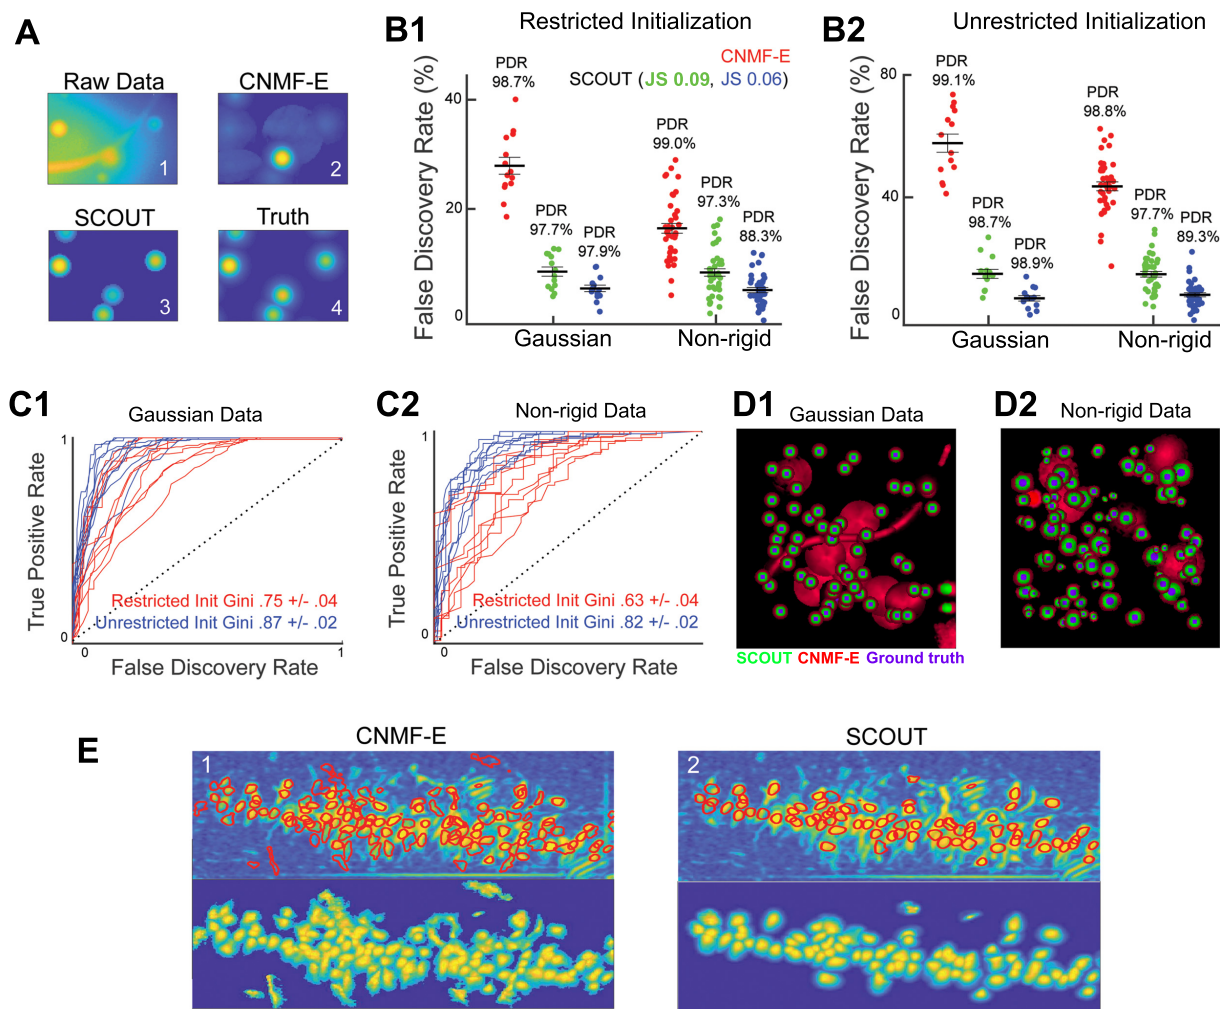 A
Raw Data
CNMF-E
1
2
SCOUT
Truth
3
4
B1
Restricted Initialization
CNMF-E
SCOUT (JS 0.09, JS 0.06)
False Discovery Rate (%)
40
20
0
PDR
98.7%
PDR
97.7%
PDR
97.9%
PDR
99.0%
PDR
97.3%
PDR
88.3%
Gaussian
Non-rigid
B2
Unrestricted Initialization
False Discovery Rate (%)
80
40
0
PDR
99.1%
PDR
98.7%
PDR
98.9%
PDR
98.8%
PDR
97.7%
PDR
89.3%
Gaussian
Non-rigid
C1
Gaussian Data
True Positive Rate
1
0
Restricted Init Gini .75 +/- .04
Unrestricted Init Gini .87 +/- .02
0
1
False Discovery Rate
C2
Non-rigid Data
True Positive Rate
1
0
Restricted Init Gini .63 +/- .04
Unrestricted Init Gini .82 +/- .02
0
1
False Discovery Rate
D1
Gaussian Data
SCOUT CNMF-E Ground truth
D2
Non-rigid Data
E
CNMF-E
1
SCOUT
2